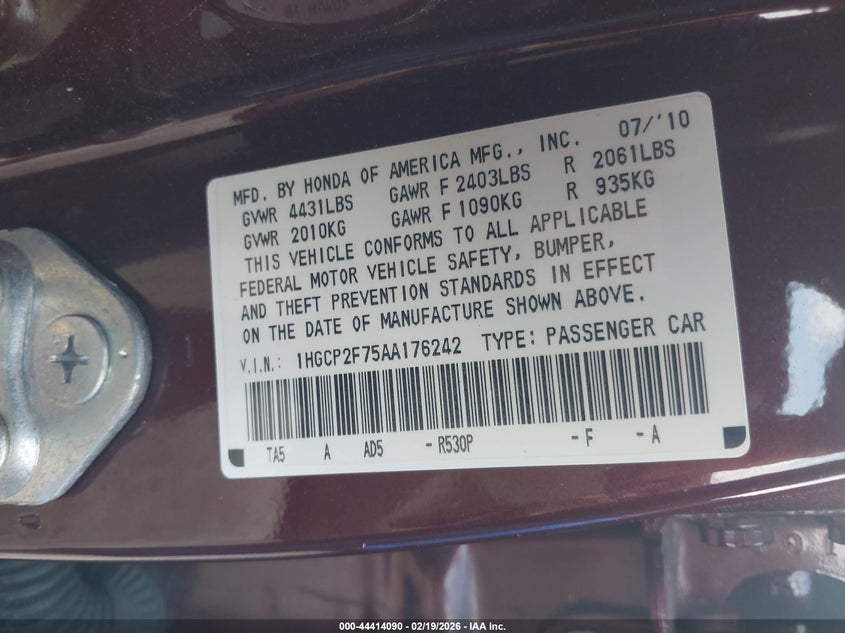 MFD. BY HONDA OF AMERICA MFG., INC. 07/'10
GVWR 4431LBS GAWR F 2403LBS R 2061LBS
GVWR 2010KG GAWR F 1090KG R 935KG
THIS VEHICLE CONFORMS TO ALL APPLICABLE
FEDERAL MOTOR VEHICLE SAFETY, BUMPER,
AND THEFT PREVENTION STANDARDS IN EFFECT
ON THE DATE OF MANUFACTURE SHOWN ABOVE.
V.I.N.: 1HGCP2F75AA176242 TYPE: PASSENGER CAR
TA5 A AD5 -R530P -F -A
000-44414090 - 02/19/2026 - IAA Inc.